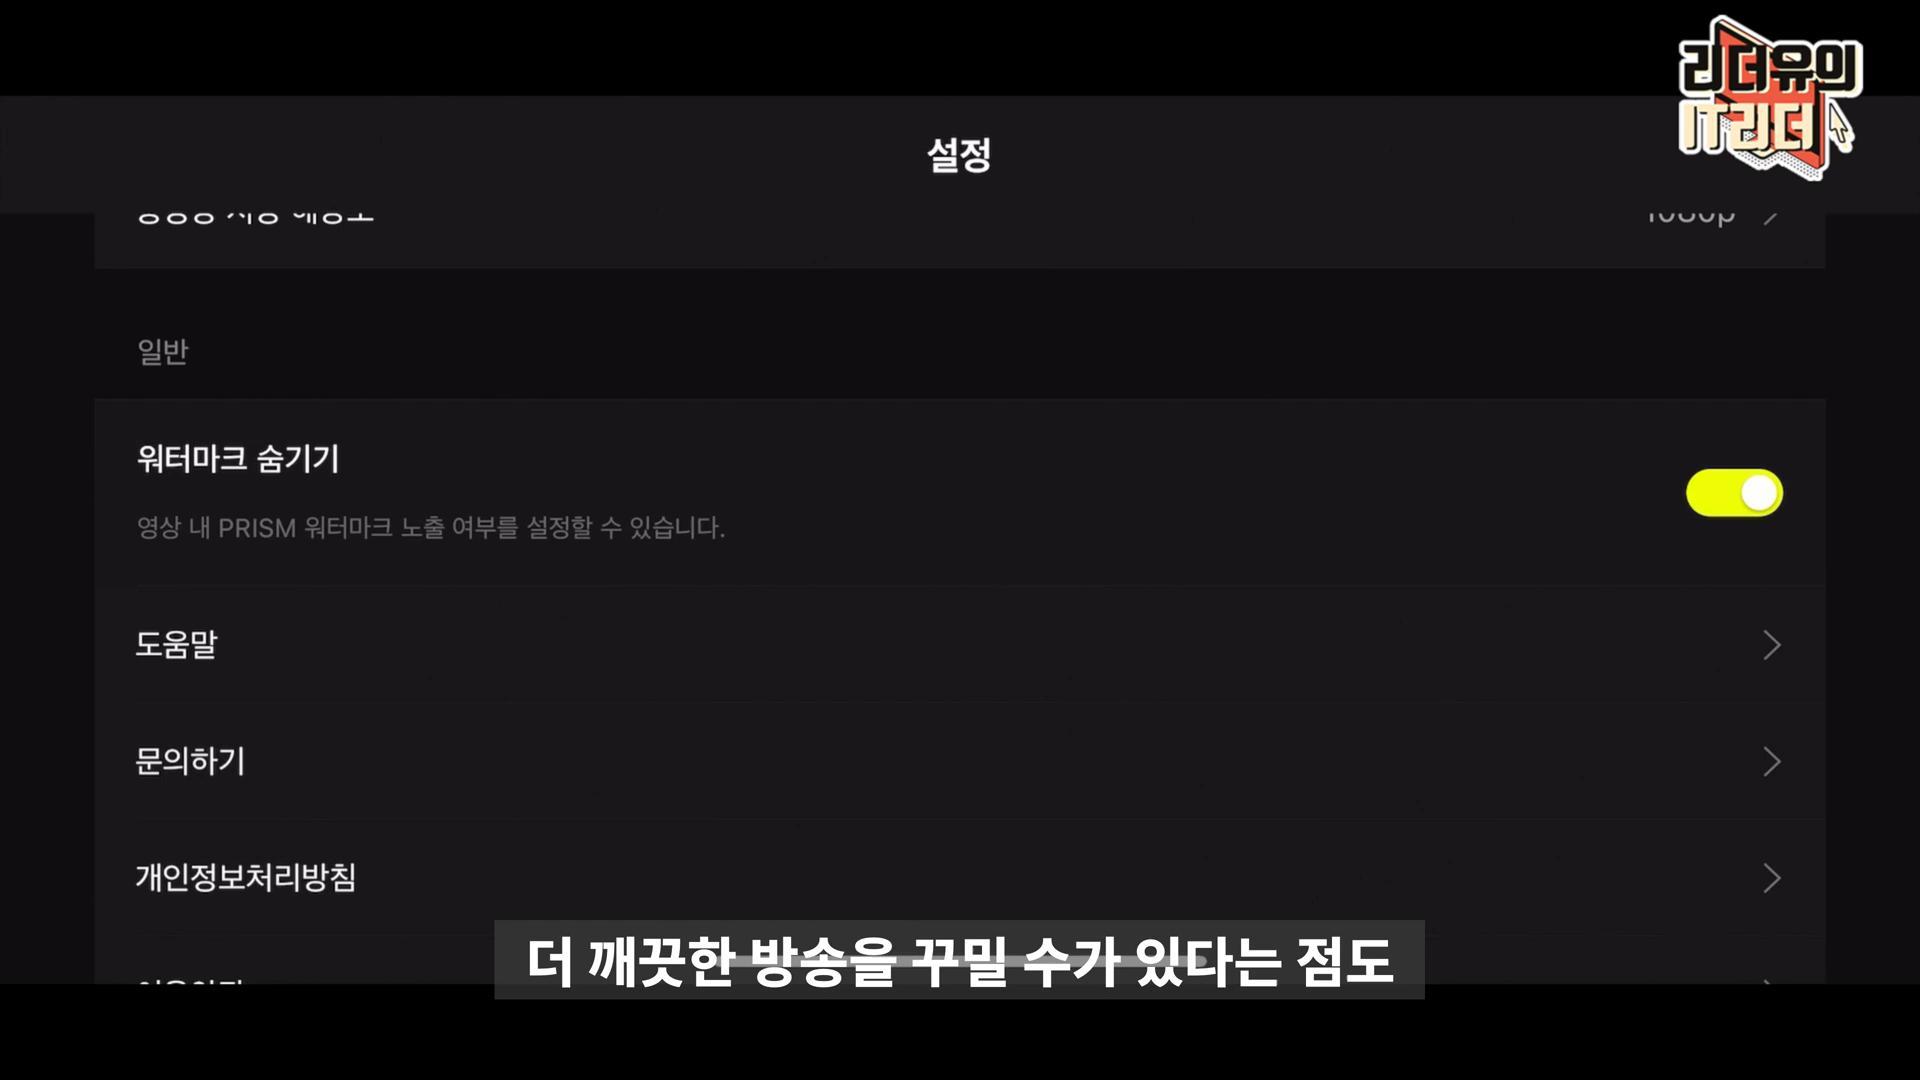 리더유이
IT리더
설정
1080p
일반
워터마크 숨기기
영상 내 PRISM 워터마크 노출 여부를 설정할 수 있습니다.
도움말
문의하기
개인정보처리방침
더 깨끗한 방송을 꾸밀 수가 있다는 점도